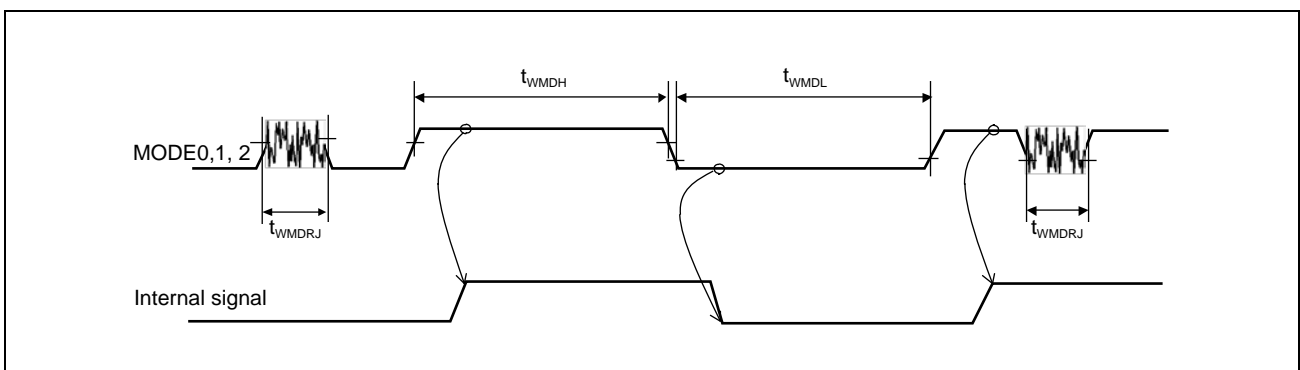 tWMDH
tWMDL
MODE0,1, 2
tWMDRJ
tWMDRJ
Internal signal